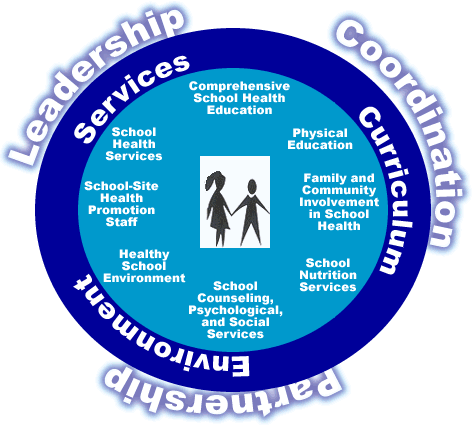 Leadership
Coordination
Partnership
Services
Curriculum
Environment
Comprehensive
School Health
Education
Physical
Education
Family and
Community
Involvement
in School
Health
School
Nutrition
Services
School
Counseling,
Psychological,
and Social
Services
Healthy
School
Environment
School-Site
Health
Promotion
Staff
School
Health
Services